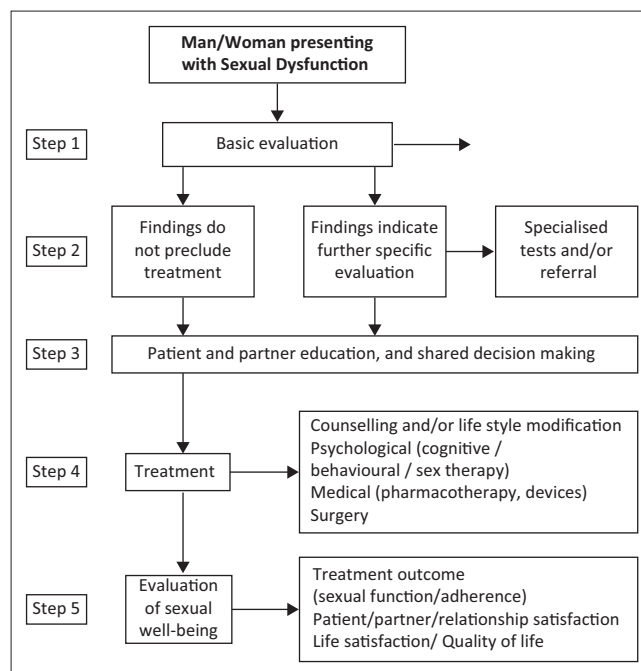 Man/Woman presenting
with Sexual Dysfunction
Step 1
Basic evaluation
Step 2
Findings do
not preclude
treatment
Findings indicate
further specific
evaluation
Specialised
tests and/or
referral
Step 3
Patient and partner education, and shared decision making
Step 4
Treatment
Counselling and/or life style modification
Psychological (cognitive /
behavioural / sex therapy)
Medical (pharmacotherapy, devices)
Surgery
Step 5
Evaluation
of sexual
well-being
Treatment outcome
(sexual function/adherence)
Patient/partner/relationship satisfaction
Life satisfaction/ Quality of life